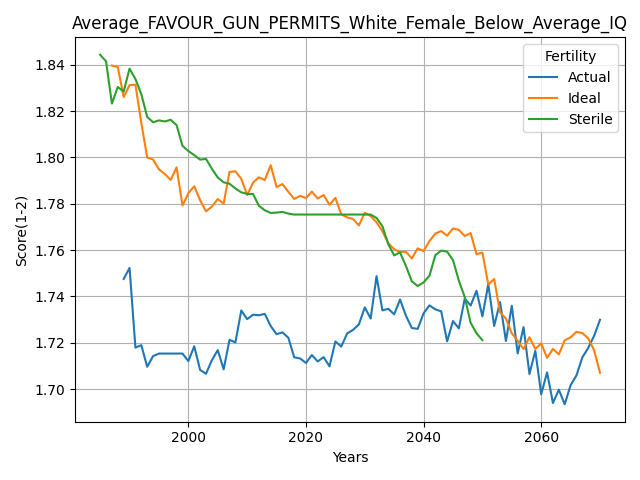 Average_FAVOUR_GUN_PERMITS_White_Female_Below_Average_IQ
Fertility
Actual
Ideal
Sterile
Score(1-2)
1.84
1.82
1.80
1.78
1.76
1.74
1.72
1.70
2000 2020 2040 2060
Years